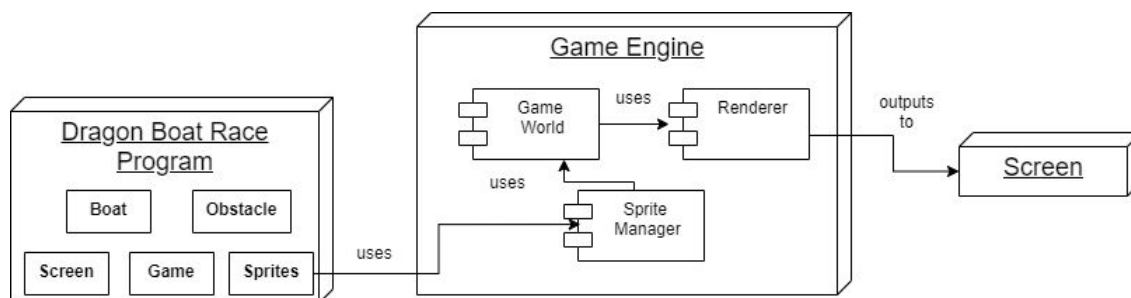 Game Engine
Game
World
uses
Renderer
outputs
to
Dragon Boat Race
Program
Screen
uses
Boat
Obstacle
Sprite
Manager
uses
Screen
Game
Sprites